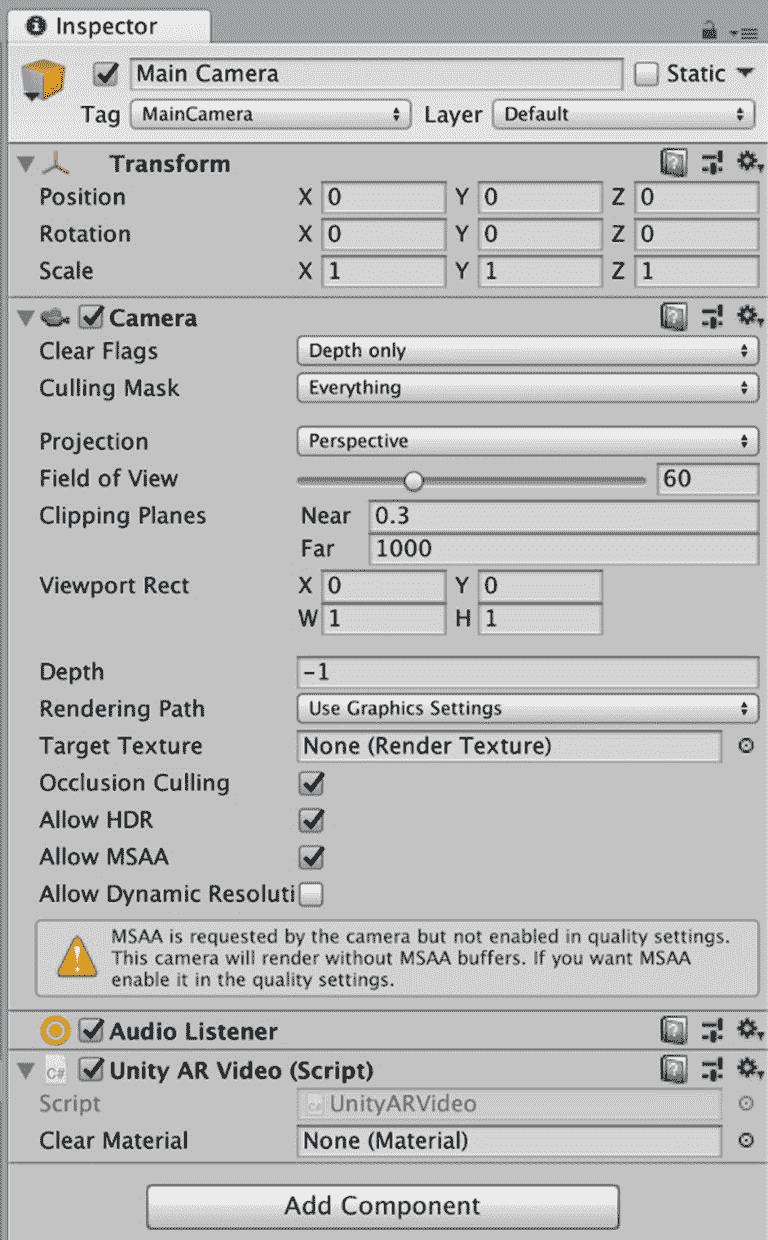 Inspector
Main Camera Static
Tag MainCamera Layer Default
Transform
Position X 0 Y 0 Z 0
Rotation X 0 Y 0 Z 0
Scale X 1 Y 1 Z 1
Camera
Clear Flags Depth only
Culling Mask Everything
Projection Perspective
Field of View 60
Clipping Planes Near 0.3
Far 1000
Viewport Rect X 0 Y 0
W 1 H 1
Depth -1
Rendering Path Use Graphics Settings
Target Texture None (Render Texture)
Occlusion Culling
Allow HDR
Allow MSAA
Allow Dynamic Resoluti
MSAA is requested by the camera but not enabled in quality settings.
This camera will render without MSAA buffers. If you want MSAA
enable it in the quality settings.
Audio Listener
C# Unity AR Video (Script)
Script C# UnityARVideo
Clear Material None (Material)
Add Component